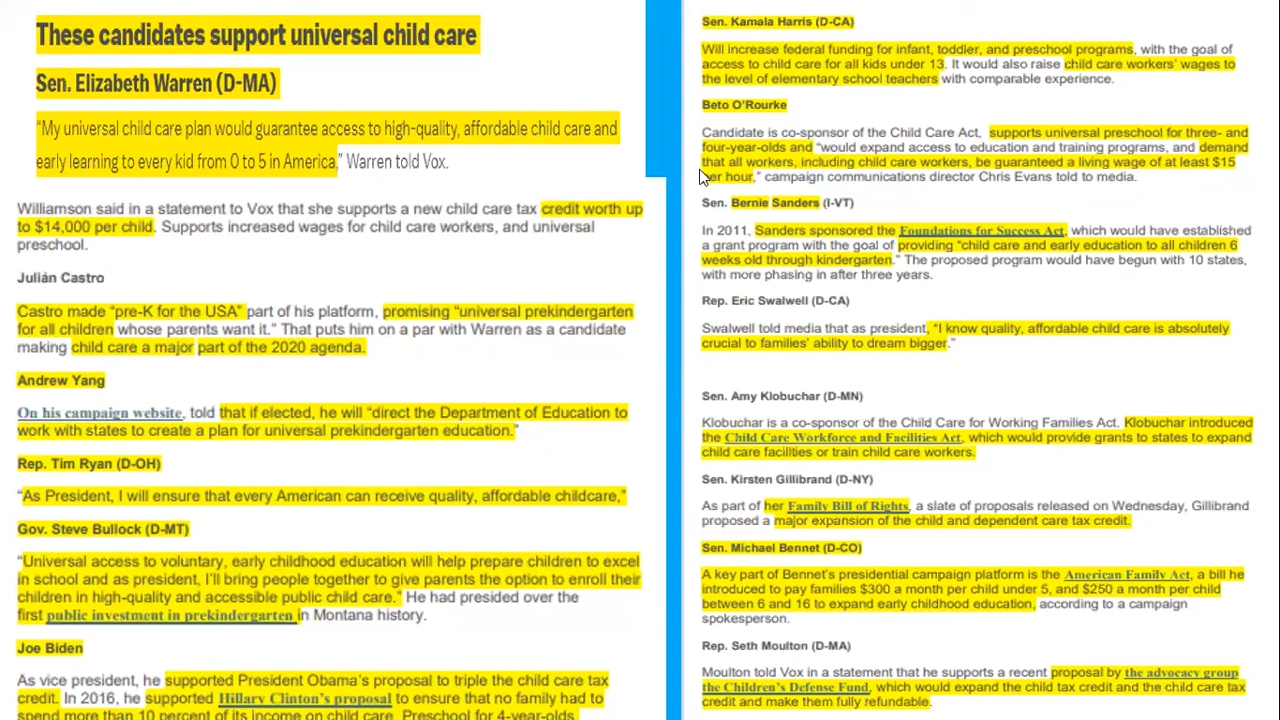 These candidates support universal child care
Sen. Elizabeth Warren (D-MA)
“My universal child care plan would guarantee access to high-quality, affordable child care and
early learning to every kid from 0 to 5 in America,” Warren told Vox.
Williamson said in a statement to Vox that she supports a new child care tax credit worth up
to $14,000 per child. Supports increased wages for child care workers, and universal
preschool.
Julián Castro
Castro made “pre-K for the USA” part of his platform, promising “universal prekindergarten
for all children whose parents want it.” That puts him on a par with Warren as a candidate
making child care a major part of the 2020 agenda.
Andrew Yang
On his campaign website, told that if elected, he will “direct the Department of Education to
work with states to create a plan for universal prekindergarten education.”
Rep. Tim Ryan (D-OH)
“As President, I will ensure that every American can receive quality, affordable childcare,”
Gov. Steve Bullock (D-MT)
“Universal access to voluntary, early childhood education will help prepare children to excel
in school and as president, I’ll bring people together to give parents the option to enroll their
children in high-quality and accessible public child care.” He had presided over the
first public investment in prekindergarten in Montana history.
Joe Biden
As vice president, he supported President Obama’s proposal to triple the child care tax
credit. In 2016, he supported Hillary Clinton’s proposal to ensure that no family had to
spend more than 10 percent of its income on child care. Preschool for 4-year-olds.
Sen. Kamala Harris (D-CA)
Will increase federal funding for infant, toddler, and preschool programs, with the goal of
access to child care for all kids under 13. It would also raise child care workers’ wages to
the level of elementary school teachers with comparable experience.
Beto O’Rourke
Candidate is co-sponsor of the Child Care Act, supports universal preschool for three- and
four-year-olds and “would expand access to education and training programs, and demand
that all workers, including child care workers, be guaranteed a living wage of at least $15
per hour,” campaign communications director Chris Evans told to media.
Sen. Bernie Sanders (I-VT)
In 2011, Sanders sponsored the Foundations for Success Act, which would have established
a grant program with the goal of providing “child care and early education to all children 6
weeks old through kindergarten.” The proposed program would have begun with 10 states,
with more phasing in after three years.
Rep. Eric Swalwell (D-CA)
Swalwell told media that as president, “I know quality, affordable child care is absolutely
crucial to families’ ability to dream bigger.”
Sen. Amy Klobuchar (D-MN)
Klobuchar is a co-sponsor of the Child Care for Working Families Act. Klobuchar introduced
the Child Care Workforce and Facilities Act, which would provide grants to states to expand
child care facilities or train child care workers.
Sen. Kirsten Gillibrand (D-NY)
As part of her Family Bill of Rights, a slate of proposals released on Wednesday, Gillibrand
proposed a major expansion of the child and dependent care tax credit.
Sen. Michael Bennet (D-CO)
A key part of Bennet’s presidential campaign platform is the American Family Act, a bill he
introduced to pay families $300 a month per child under 5, and $250 a month per child
between 6 and 16 to expand early childhood education, according to a campaign
spokesperson.
Rep. Seth Moulton (D-MA)
Moulton told Vox in a statement that he supports a recent proposal by the advocacy group
the Children’s Defense Fund, which would expand the child tax credit and the child care tax
credit and make them fully refundable.